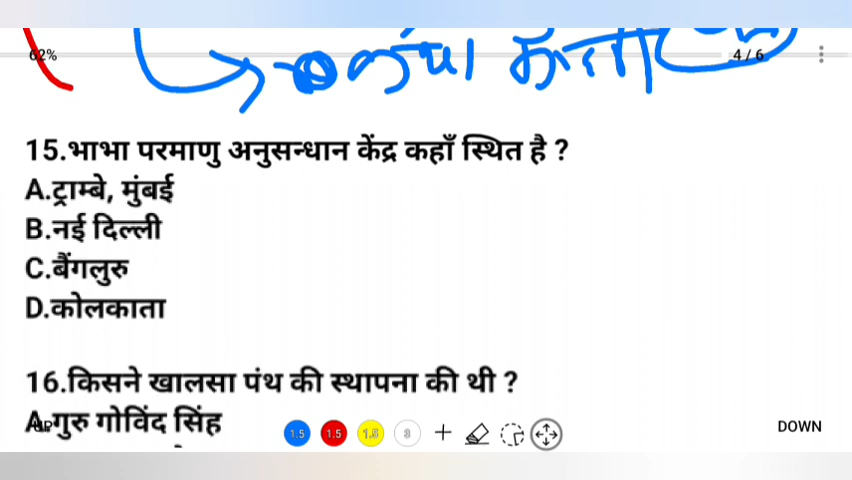 62%
4 / 6
15.भाभा परमाणु अनुसन्धान केंद्र कहाँ स्थित है ?
A.ट्राम्बे, मुंबई
B.नई दिल्ली
C.बैंगलुरु
D.कोलकाता
16.किसने खालसा पंथ की स्थापना की थी ?
A.गुरु गोविंद सिंह
UP
1.5 1.5 1.5 3
DOWN